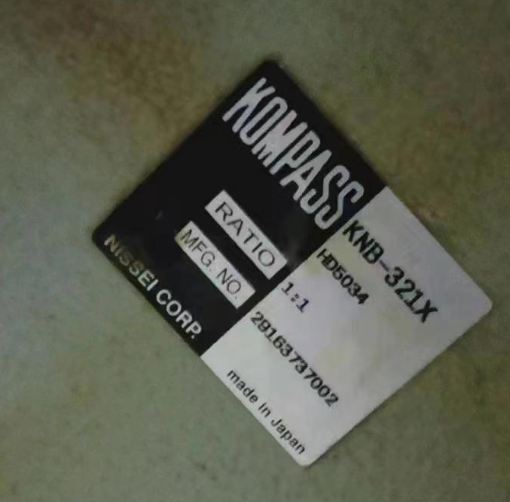 KOMPASS KNB-321X
HD5034
RATIO 1:1
MFG. NO. 29163737002
NISSEI CORP. made in Japan